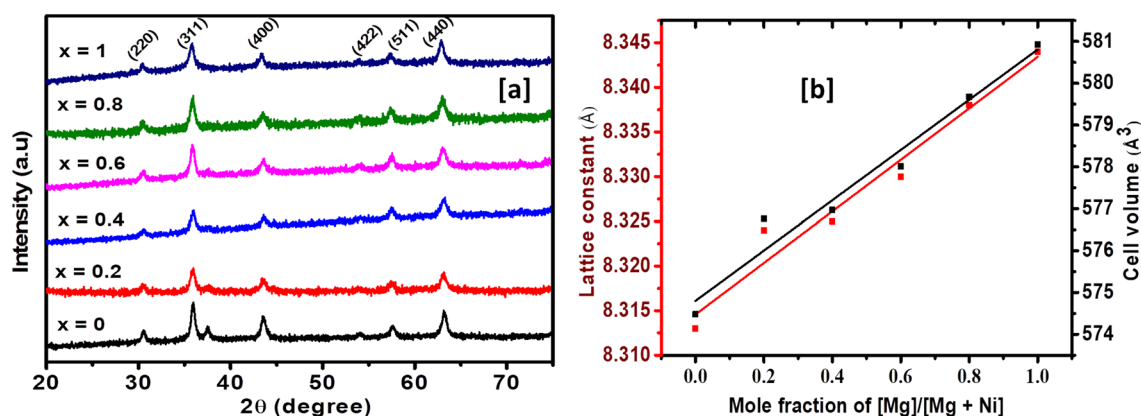 [a]
x = 1
(220)
(311)
(400)
(422)
(511)
(440)
x = 0.8
x = 0.6
x = 0.4
x = 0.2
x = 0
Intensity (a.u)
20 30 40 50 60 70
2θ (degree)
[b]
8.345
8.340
8.335
8.330
8.325
8.320
8.315
8.310
Lattice constant (Å)
581
580
579
578
577
576
575
574
Cell volume (Å³)
0.0 0.2 0.4 0.6 0.8 1.0
Mole fraction of [Mg]/[Mg + Ni]